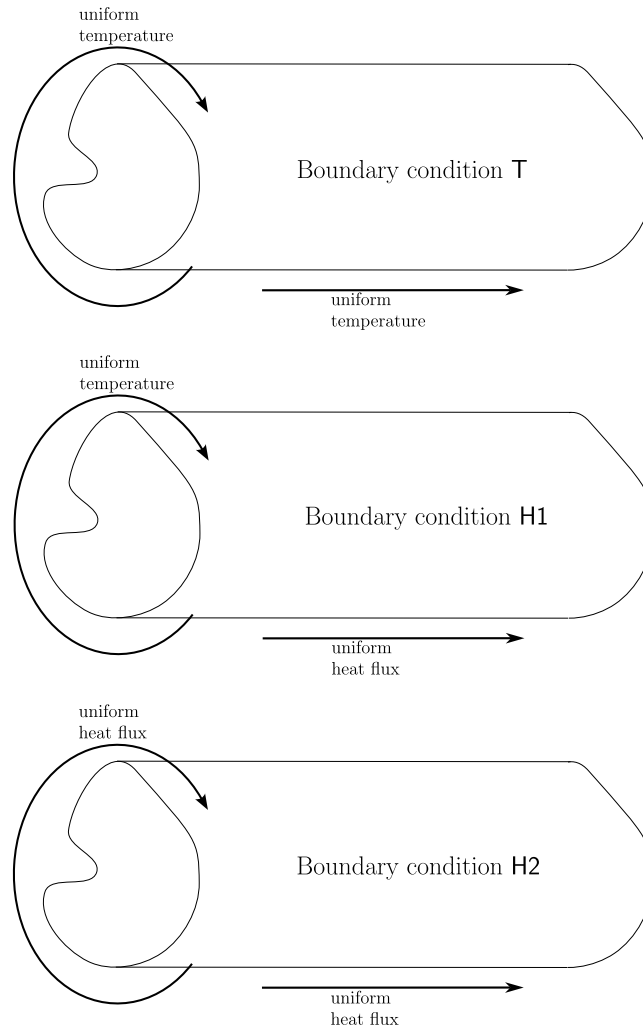 uniform
temperature
Boundary condition T
uniform
temperature
uniform
temperature
Boundary condition H1
uniform
heat flux
uniform
heat flux
Boundary condition H2
uniform
heat flux